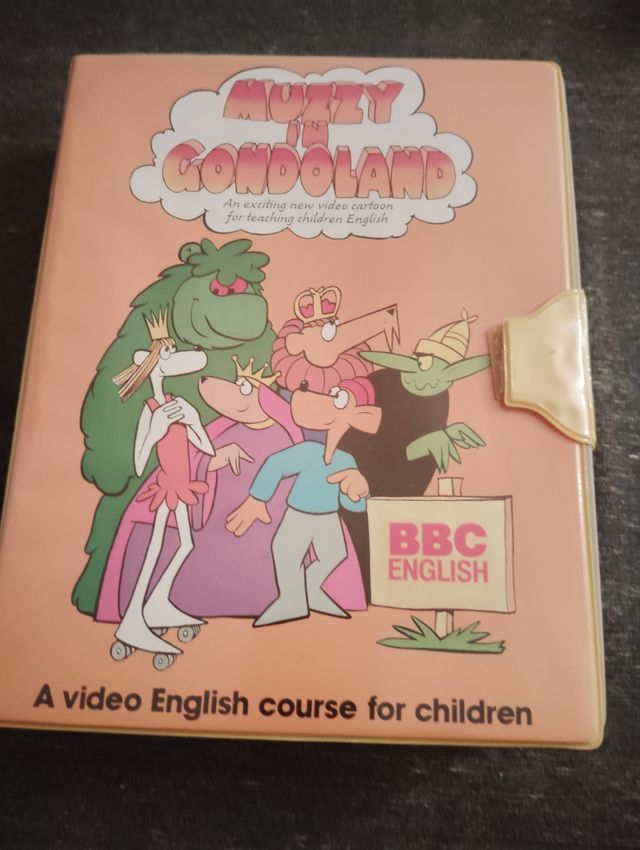 MUZZY
in
GONDOLAND
An exciting new video cartoon
for teaching children English
BBC
ENGLISH
A video English course for children